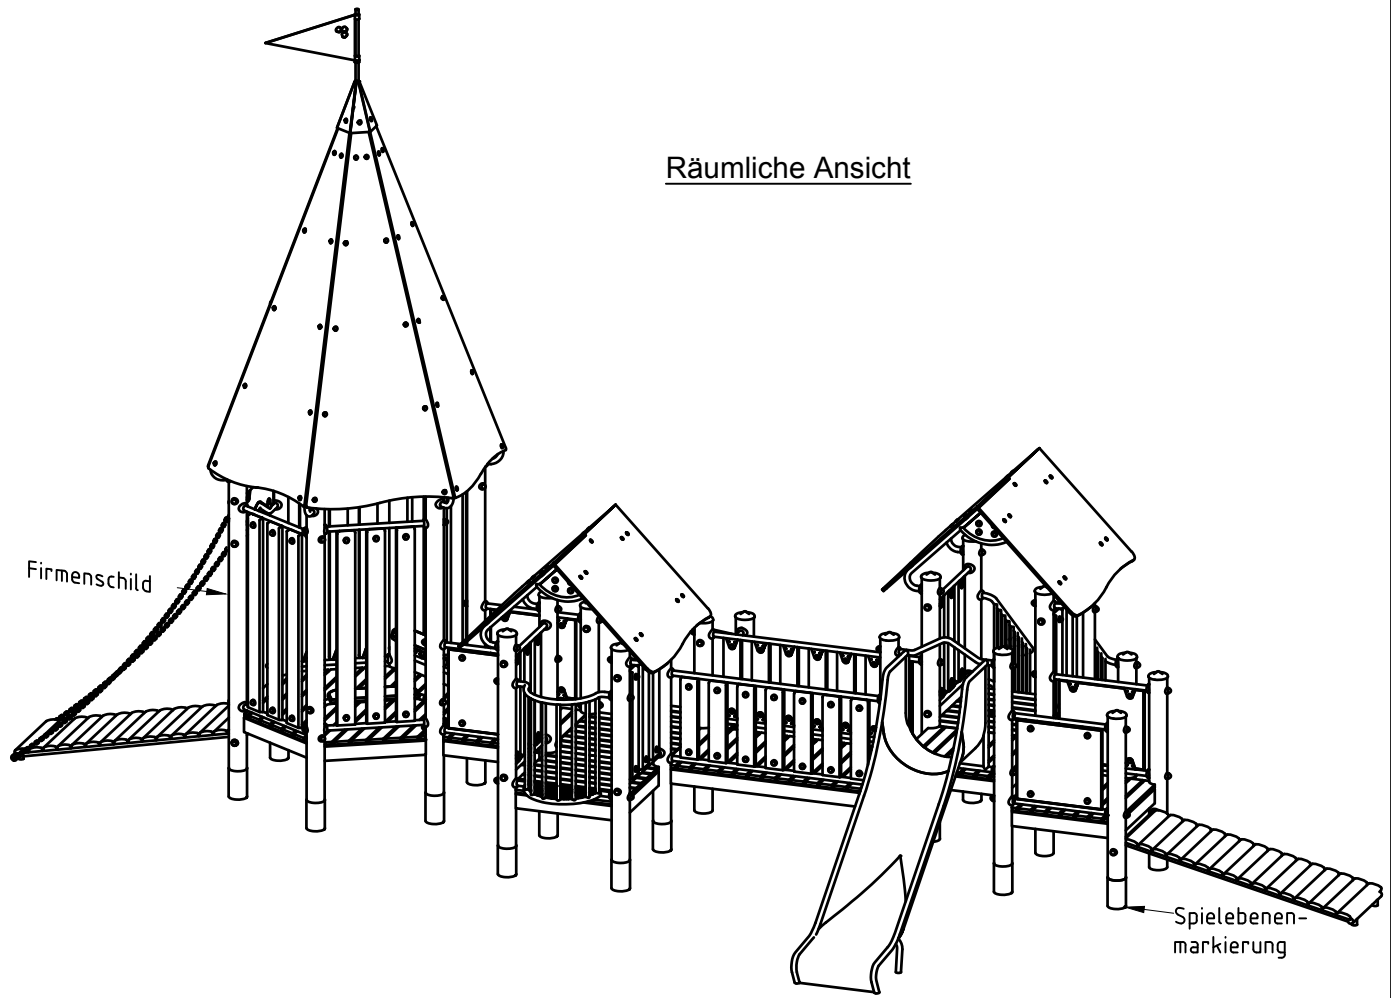 Räumliche Ansicht
Firmenschild
Spielebenen-
markierung